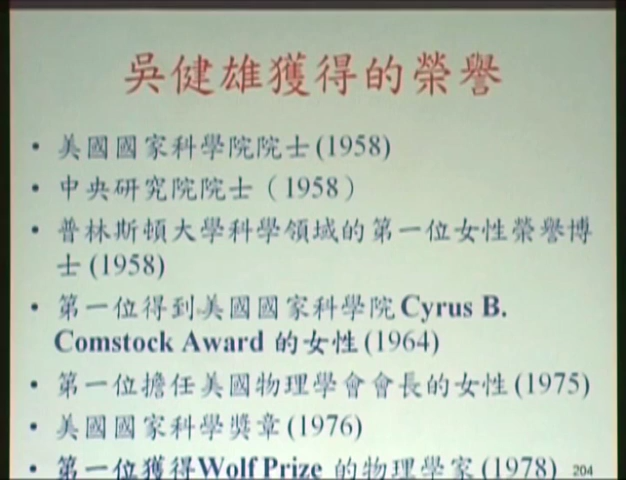 吳健雄獲得的榮譽
• 美國國家科學院院士(1958)
• 中央研究院院士（1958）
• 普林斯頓大學科學領域的第一位女性榮譽博
士(1958)
• 第一位得到美國國家科學院Cyrus B.
Comstock Award 的女性(1964)
• 第一位擔任美國物理學會會長的女性(1975)
• 美國國家科學獎章(1976)
• 第一位獲得Wolf Prize 的物理學家(1978)
204